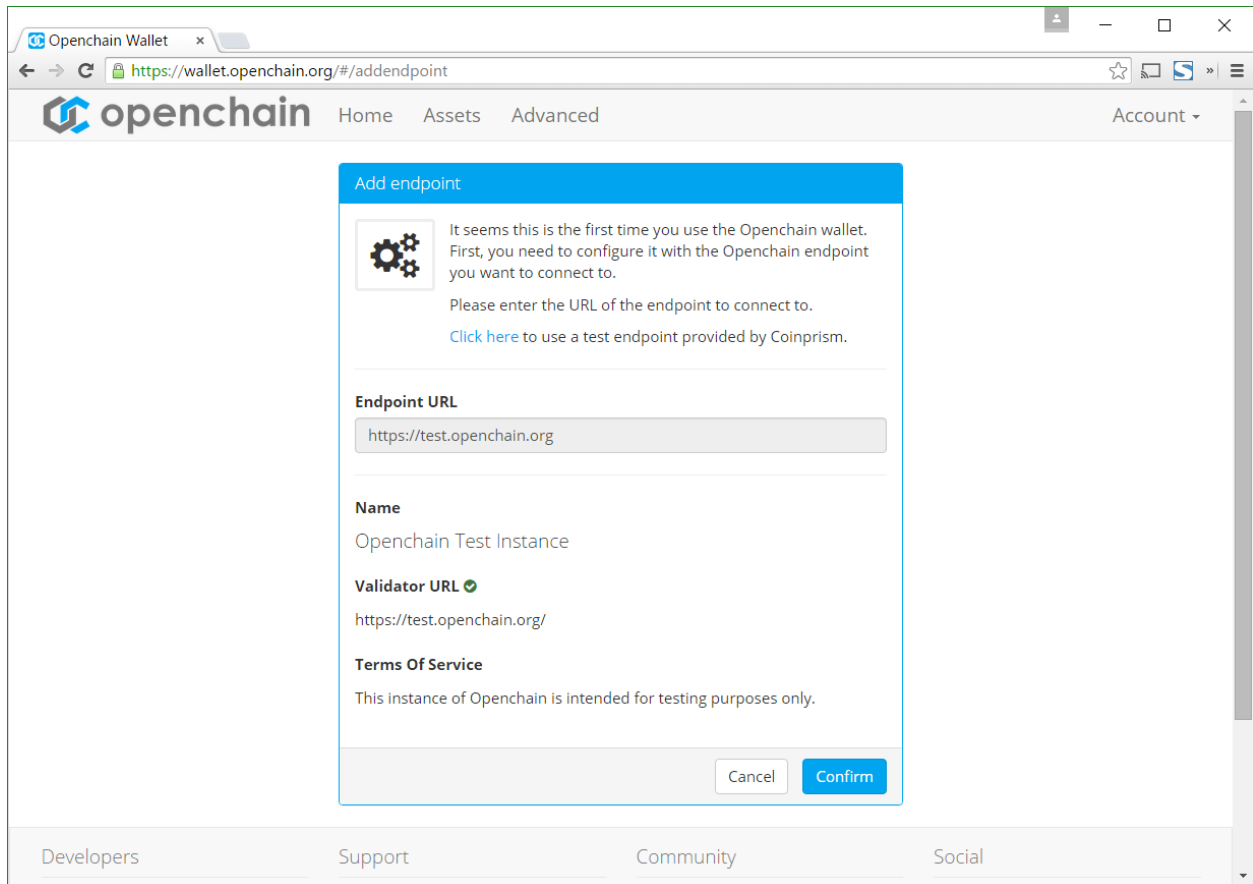 Openchain Wallet
https://wallet.openchain.org/#/addendpoint
openchain Home Assets Advanced Account
Add endpoint
It seems this is the first time you use the Openchain wallet.
First, you need to configure it with the Openchain endpoint
you want to connect to.
Please enter the URL of the endpoint to connect to.
Click here to use a test endpoint provided by Coinprism.
Endpoint URL
https://test.openchain.org
Name
Openchain Test Instance
Validator URL
https://test.openchain.org/
Terms Of Service
This instance of Openchain is intended for testing purposes only.
Cancel Confirm
Developers Support Community Social